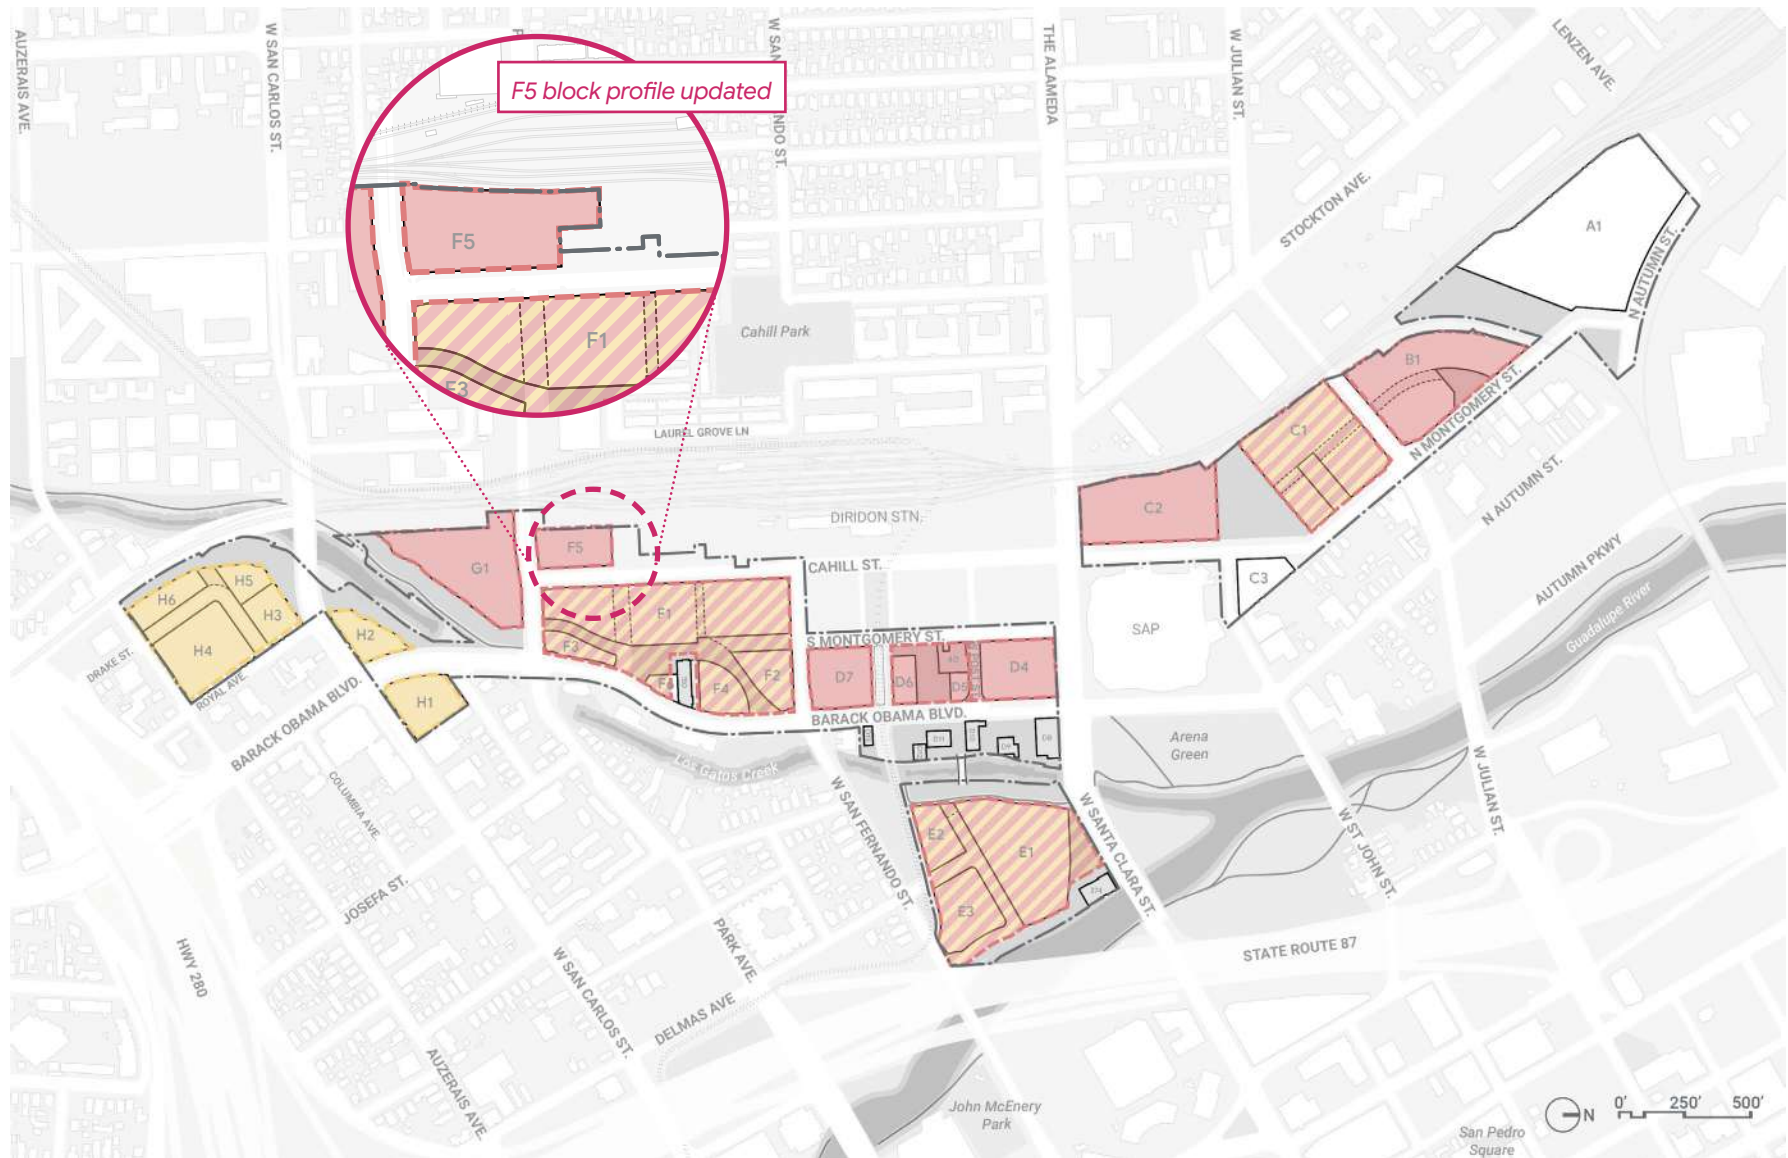 AUZERAIS AVE.
W SAN CARLOS ST.
THE ALAMEDA
W JULIAN ST.
LENZEN AVE.
F5 block profile updated
STOCKTON AVE.
A1
N AUTUMN ST.
F5
F1
F3
Cahill Park
B1
N MONTGOMERY ST.
C1
LAUREL GROVE LN
N AUTUMN ST.
C2
DIRIDON STN.
F5
G1
CAHILL ST.
C3
AUTUMN PKWY
Guadalupe River
H5
H6
H3
H4
H2
H1
F1
F3
F2
F4
S MONTGOMERY ST.
D7
D6
D5
D4
SAP
DRAKE ST.
ROYAL AVE.
BARACK OBAMA BLVD.
BARACK OBAMA BLVD.
D8
Arena
Green
Los Gatos Creek
COLUMBIA AVE.
W SAN FERNANDO ST.
W SANTA CLARA ST.
W ST JOHN ST.
W JULIAN ST.
E2
E1
E3
JOSEFA ST.
HWY 280
W SAN CARLOS ST.
PARK AVE.
DELMAS AVE
STATE ROUTE 87
AUZERAIS AVE.
John McEnery
Park
San Pedro
Square
N
0' 250' 500'